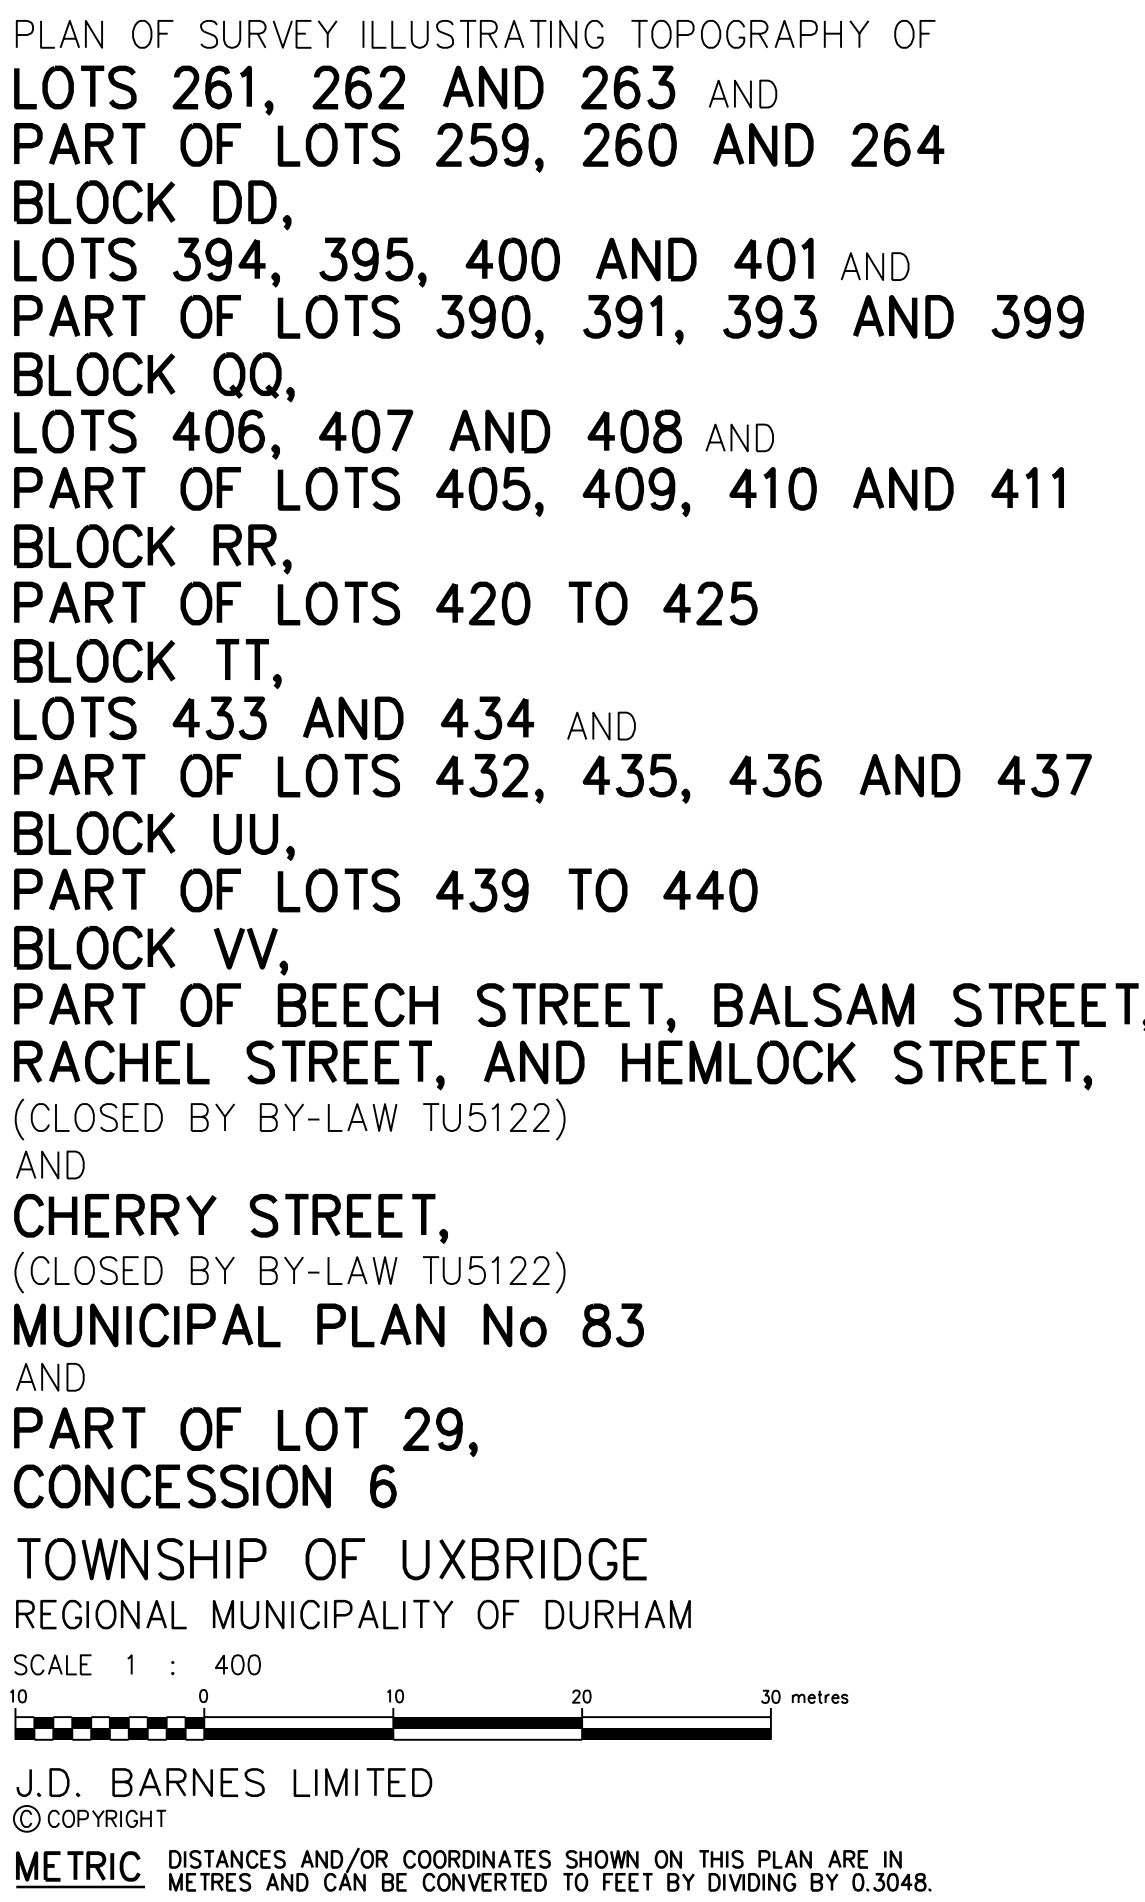 PLAN OF SURVEY ILLUSTRATING TOPOGRAPHY OF
LOTS 261, 262 AND 263 AND
PART OF LOTS 259, 260 AND 264
BLOCK DD,
LOTS 394, 395, 400 AND 401 AND
PART OF LOTS 390, 391, 393 AND 399
BLOCK QQ,
LOTS 406, 407 AND 408 AND
PART OF LOTS 405, 409, 410 AND 411
BLOCK RR,
PART OF LOTS 420 TO 425
BLOCK TT,
LOTS 433 AND 434 AND
PART OF LOTS 432, 435, 436 AND 437
BLOCK UU,
PART OF LOTS 439 TO 440
BLOCK VV,
PART OF BEECH STREET, BALSAM STREET,
RACHEL STREET, AND HEMLOCK STREET,
(CLOSED BY BY-LAW TU5122)
AND
CHERRY STREET,
(CLOSED BY BY-LAW TU5122)
MUNICIPAL PLAN No 83
AND
PART OF LOT 29,
CONCESSION 6
TOWNSHIP OF UXBRIDGE
REGIONAL MUNICIPALITY OF DURHAM
SCALE 1 : 400
10 0 10 20 30 metres
J.D. BARNES LIMITED
© COPYRIGHT
METRIC DISTANCES AND/OR COORDINATES SHOWN ON THIS PLAN ARE IN
METRES AND CAN BE CONVERTED TO FEET BY DIVIDING BY 0.3048.